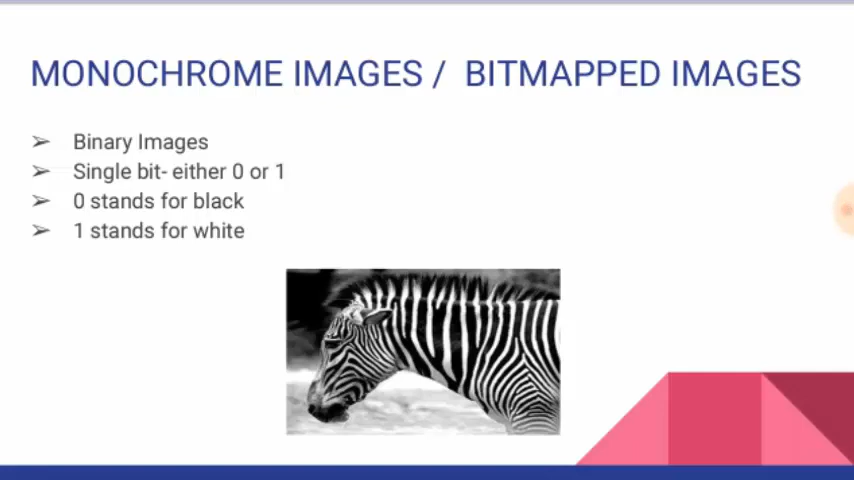 MONOCHROME IMAGES / BITMAPPED IMAGES
➢ Binary Images
➢ Single bit- either 0 or 1
➢ 0 stands for black
➢ 1 stands for white